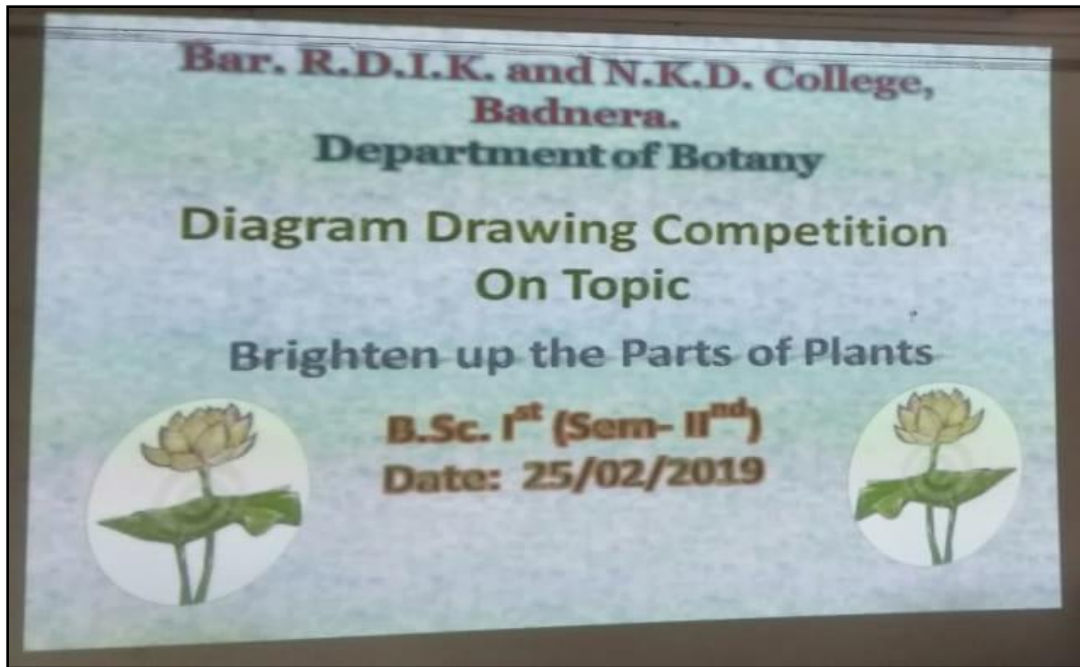 Bar. R.D.I.K. and N.K.D. College,
Badnera.
Department of Botany
Diagram Drawing Competition
On Topic
Brighten up the Parts of Plants
B.Sc. Iˢᵗ (Sem- IIⁿᵈ)
Date: 25/02/2019